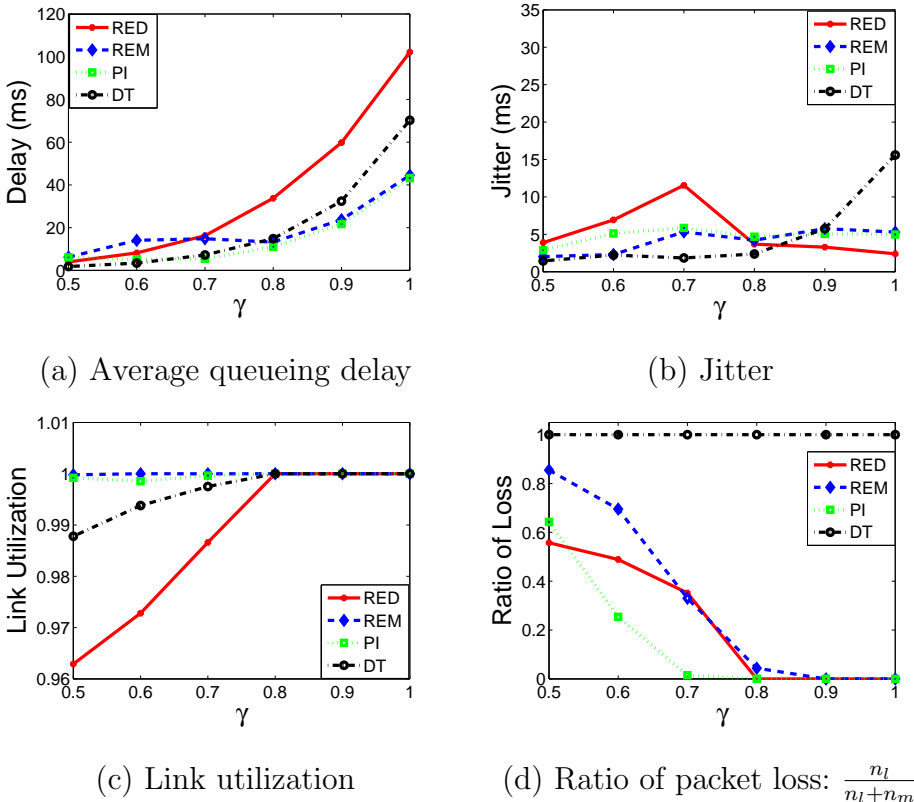 120
100
80
60
40
20
0
0.5 0.6 0.7 0.8 0.9 1
Delay (ms)
γ
RED
REM
PI
DT
(a) Average queueing delay
35
30
25
20
15
10
5
0
0.5 0.6 0.7 0.8 0.9 1
Jitter (ms)
γ
RED
REM
PI
DT
(b) Jitter
1.01
1
0.99
0.98
0.97
0.96
0.5 0.6 0.7 0.8 0.9 1
Link Utilization
γ
RED
REM
PI
DT
(c) Link utilization
1
0.8
0.6
0.4
0.2
0
0.5 0.6 0.7 0.8 0.9 1
Ratio of Loss
γ
RED
REM
PI
DT
(d) Ratio of packet loss: n_l / (n_l+n_m)